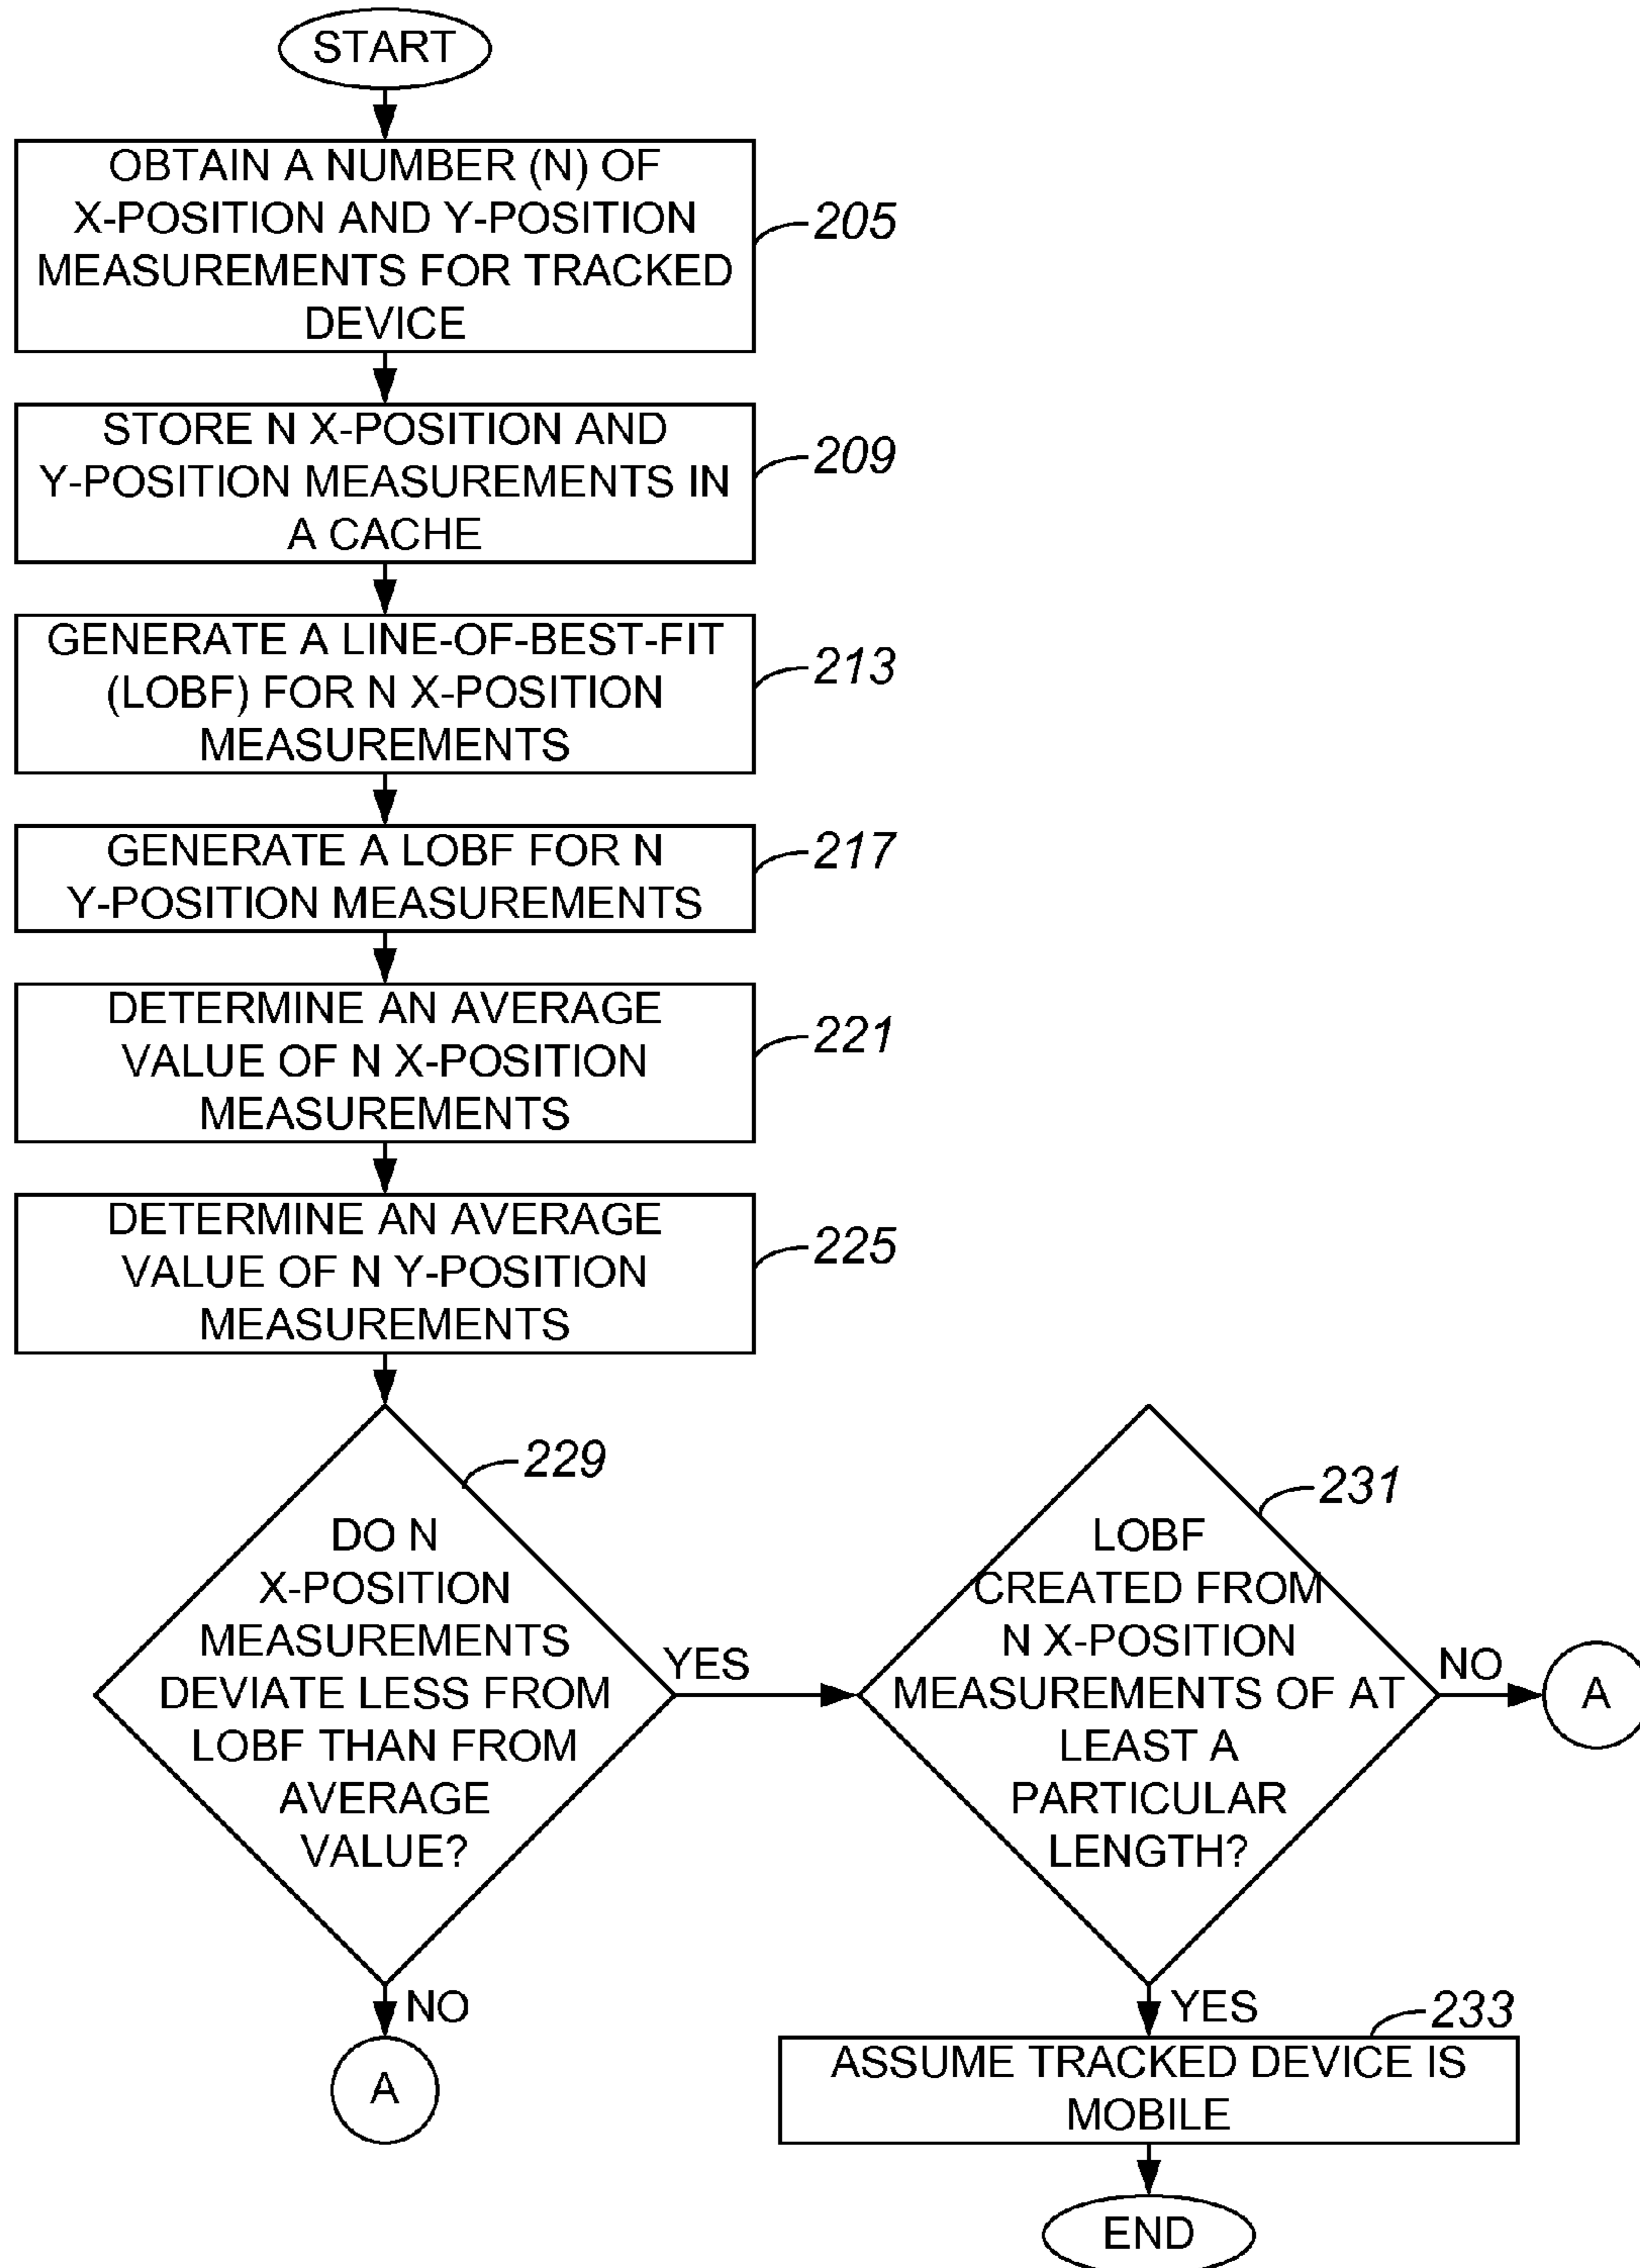 START
OBTAIN A NUMBER (N) OF
X-POSITION AND Y-POSITION
MEASUREMENTS FOR TRACKED
DEVICE
205
STORE N X-POSITION AND
Y-POSITION MEASUREMENTS IN
A CACHE
209
GENERATE A LINE-OF-BEST-FIT
(LOBF) FOR N X-POSITION
MEASUREMENTS
213
GENERATE A LOBF FOR N
Y-POSITION MEASUREMENTS
217
DETERMINE AN AVERAGE
VALUE OF N X-POSITION
MEASUREMENTS
221
DETERMINE AN AVERAGE
VALUE OF N Y-POSITION
MEASUREMENTS
225
229
DO N
X-POSITION
MEASUREMENTS
DEVIATE LESS FROM
LOBF THAN FROM
AVERAGE
VALUE?
YES
NO
A
231
LOBF
CREATED FROM
N X-POSITION
MEASUREMENTS OF AT
LEAST A
PARTICULAR
LENGTH?
NO
A
YES
233
ASSUME TRACKED DEVICE IS
MOBILE
END